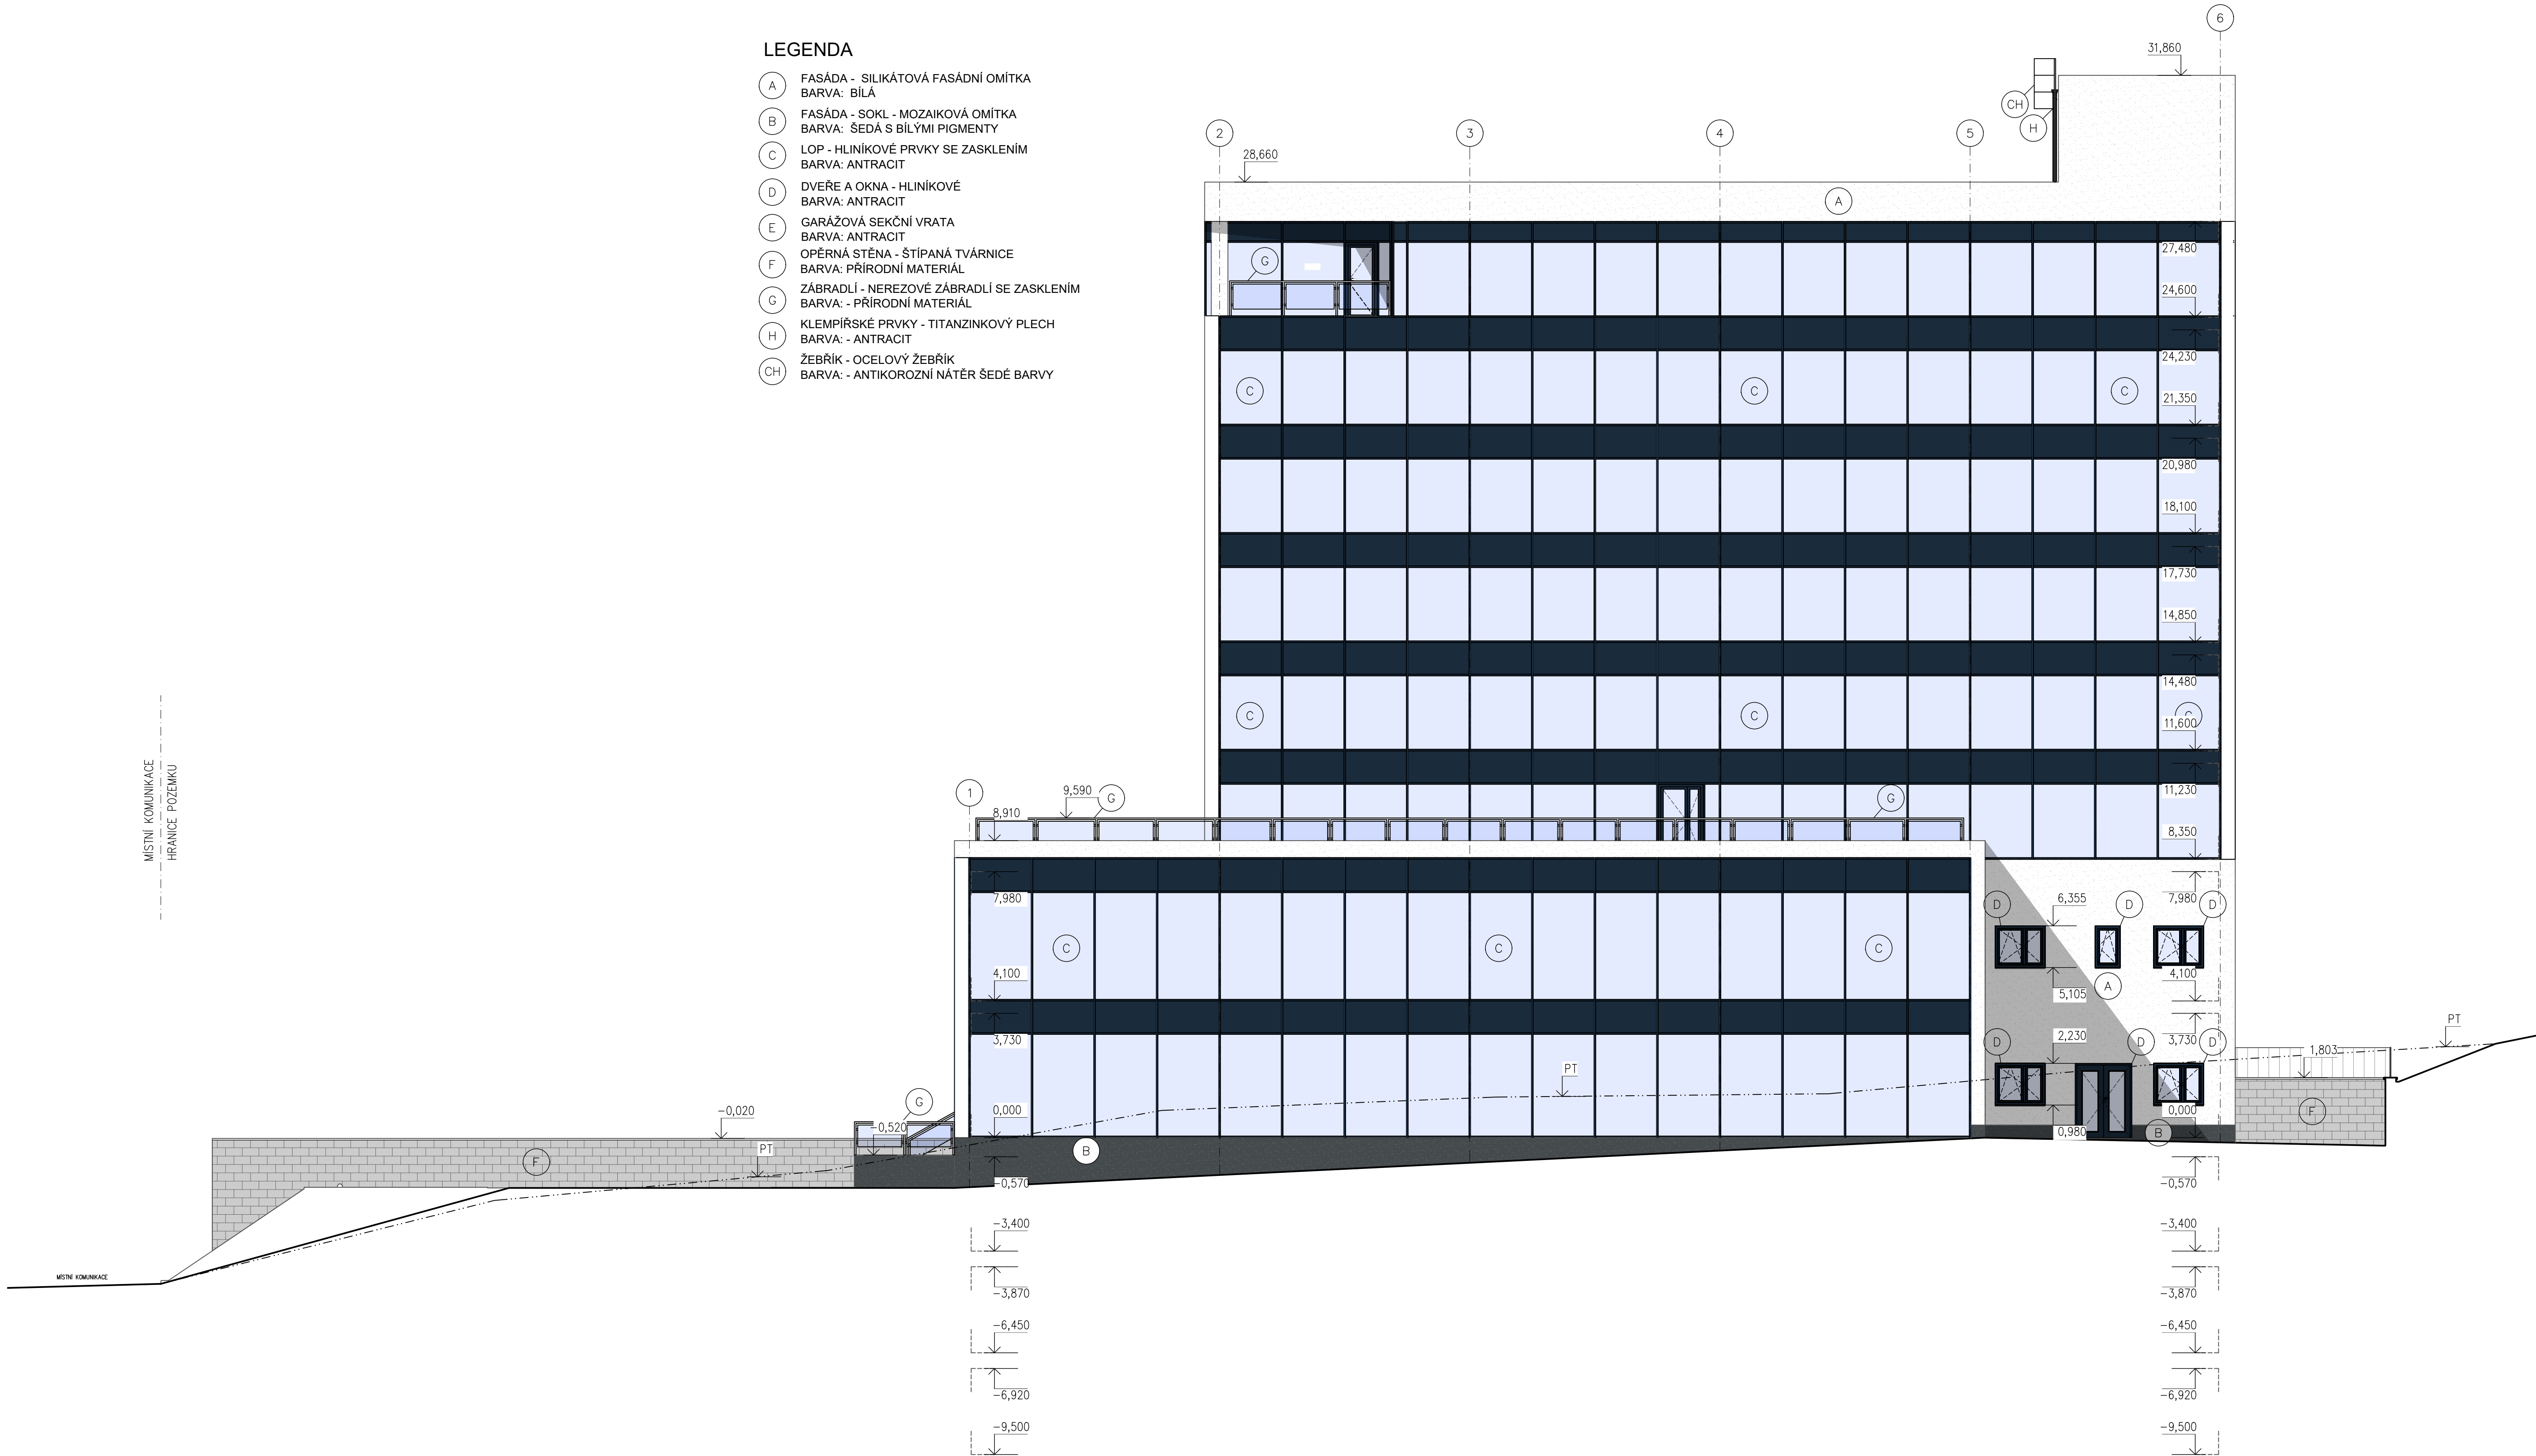 LEGENDA
A
FASÁDA - SILIKÁTOVÁ FASÁDNÍ OMÍTKA
BARVA: BÍLÁ
B
FASÁDA - SOKL - MOZAIKOVÁ OMÍTKA
BARVA: ŠEDÁ S BÍLÝMI PIGMENTY
C
LOP - HLINÍKOVÉ PRVKY SE ZASKLENÍM
BARVA: ANTRACIT
D
DVEŘE A OKNA - HLINÍKOVÉ
BARVA: ANTRACIT
E
GARÁŽOVÁ SEKČNÍ VRATA
BARVA: ANTRACIT
F
OPĚRNÁ STĚNA - ŠTÍPANÁ TVÁRNICE
BARVA: PŘÍRODNÍ MATERIÁL
G
ZÁBRADLÍ - NEREZOVÉ ZÁBRADLÍ SE ZASKLENÍM
BARVA: - PŘÍRODNÍ MATERIÁL
H
KLEMPÍŘSKÉ PRVKY - TITANZINKOVÝ PLECH
BARVA: - ANTRACIT
CH
ŽEBŘÍK - OCELOVÝ ŽEBŘÍK
BARVA: - ANTIKOROZNÍ NÁTĚR ŠEDÉ BARVY
6
31,860
CH
H
2
3
4
5
28,660
A
27,480
G
24,600
24,230
C
C
C
21,350
20,980
18,100
17,730
14,850
14,480
C
C
C
11,600
11,230
MÍSTNÍ KOMUNIKACE
HRANICE POZEMKU
1
9,590
G
G
8,910
8,350
7,980
7,980
D
6,355
D
D
C
C
C
4,100
4,100
A
5,105
3,730
3,730
D
2,230
D
D
PT
1,803
PT
G
-0,020
-0,520
0,000
0,000
F
0,980
B
B
PT
F
-0,570
-0,570
-3,400
-3,400
MÍSTNÍ KOMUNIKACE
-3,870
-3,870
-6,450
-6,450
-6,920
-6,920
-9,500
-9,500